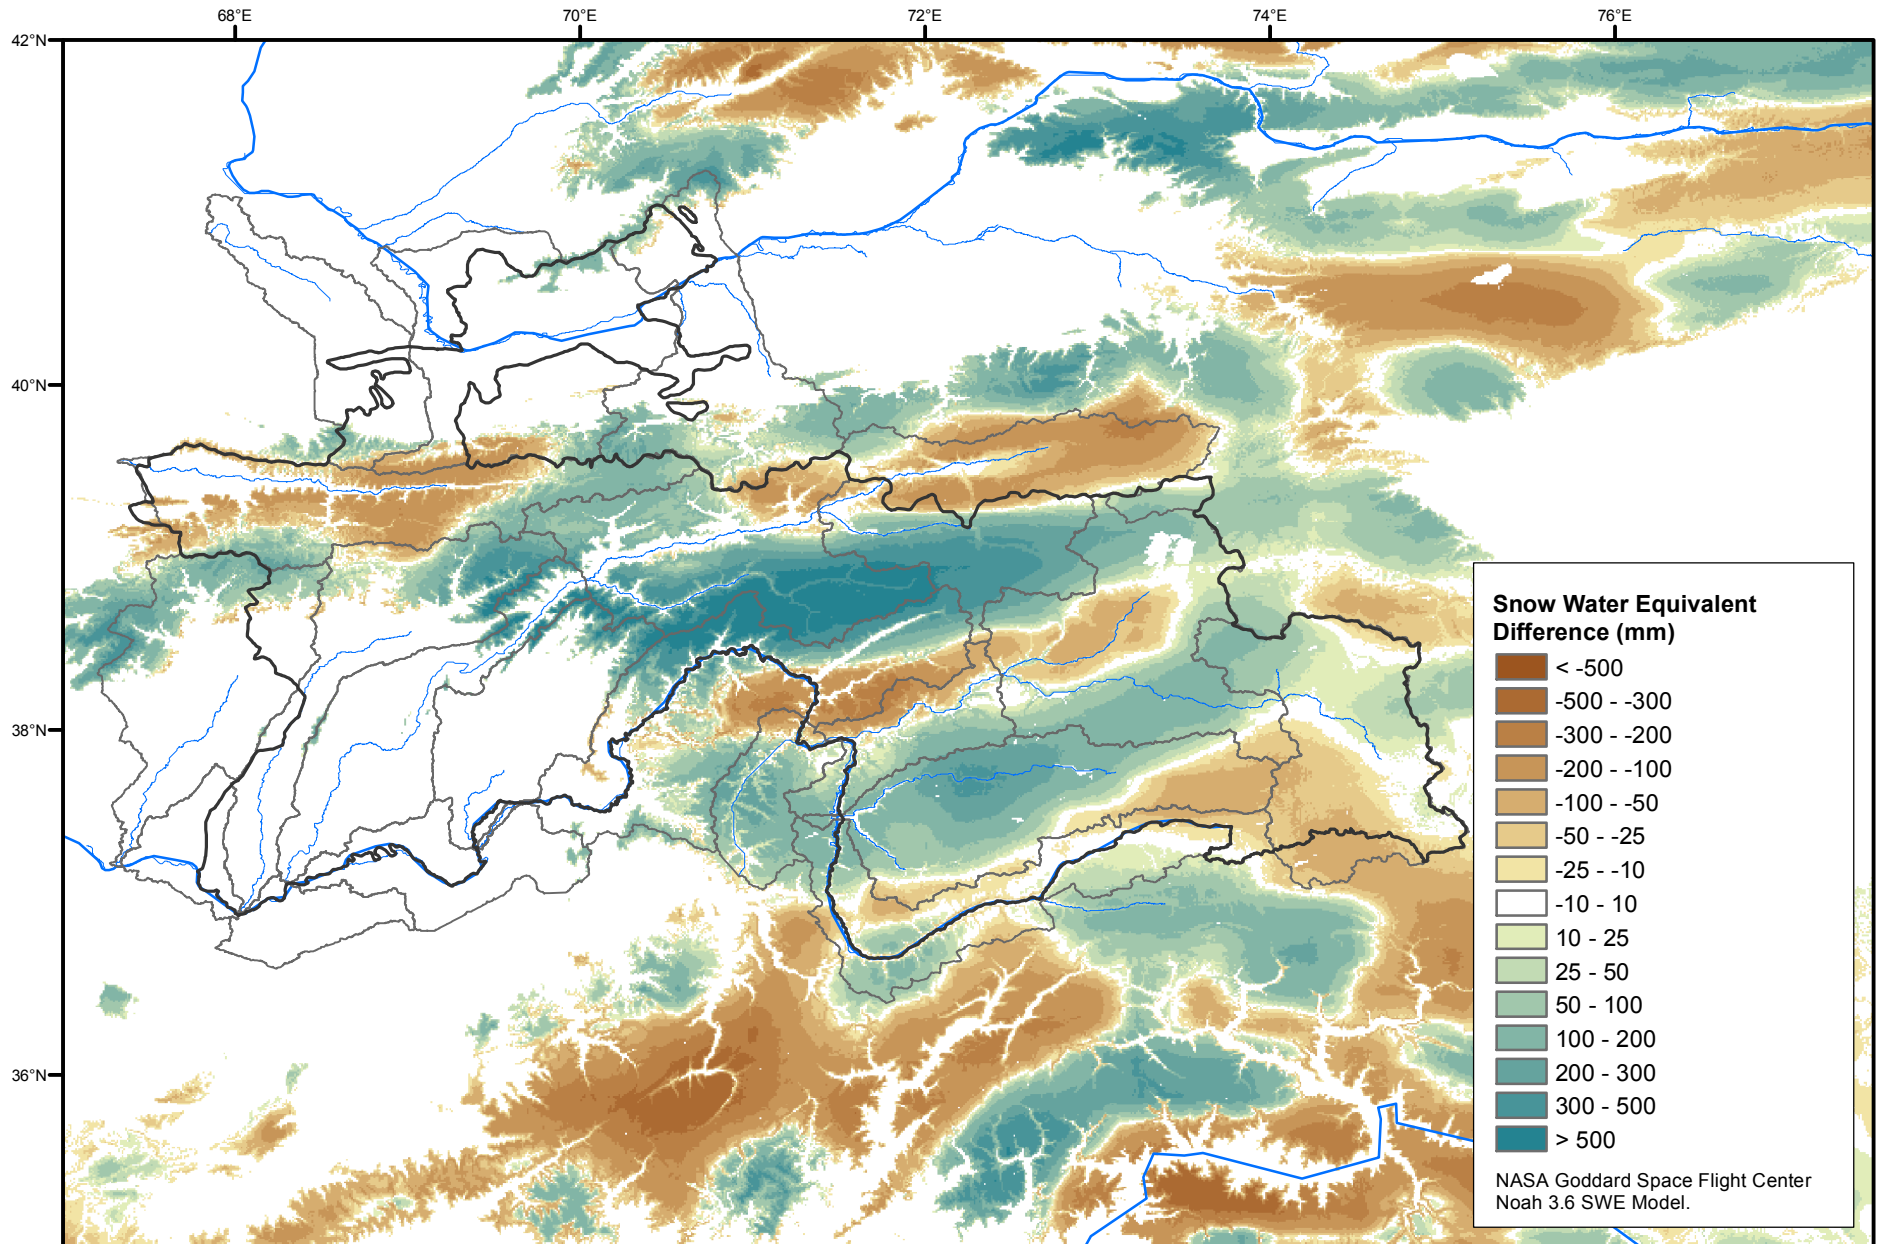 68°E
70°E
72°E
74°E
76°E
42°N
40°N
38°N
36°N
Snow Water Equivalent
Difference (mm)
< -500
-500 - -300
-300 - -200
-200 - -100
-100 - -50
-50 - -25
-25 - -10
-10 - 10
10 - 25
25 - 50
50 - 100
100 - 200
200 - 300
300 - 500
> 500
NASA Goddard Space Flight Center
Noah 3.6 SWE Model.